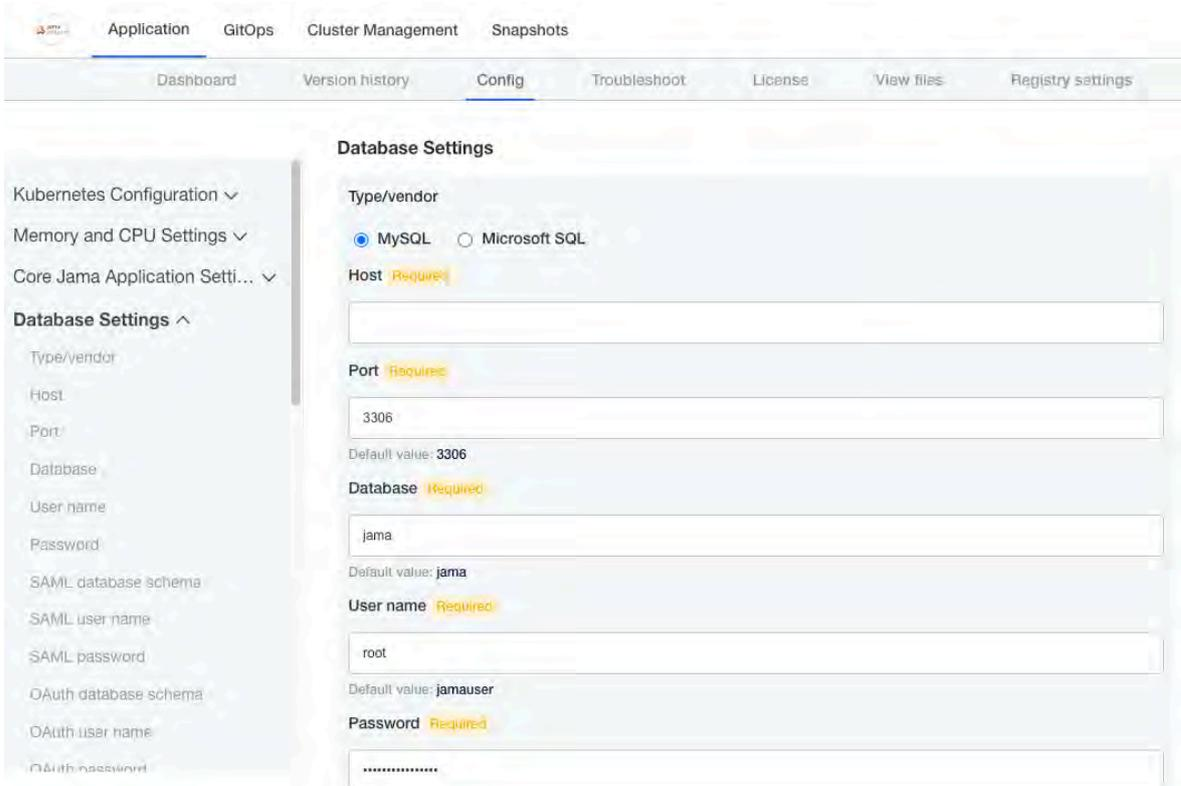 Application GitOps Cluster Management Snapshots
Dashboard Version history Config Troubleshoot License View files Registry settings
Database Settings
Kubernetes Configuration
Memory and CPU Settings
Core Jama Application Setti...
Database Settings
Type/vendor
Host
Port
Database
User name
Password
SAML database schema
SAML user name
SAML password
OAuth database schema
OAuth user name
OAuth password
Type/vendor
MySQL Microsoft SQL
Host Required
Port Required
3306
Default value: 3306
Database Required
jama
Default value: jama
User name Required
root
Default value: jamauser
Password Required
••••••••••••••••